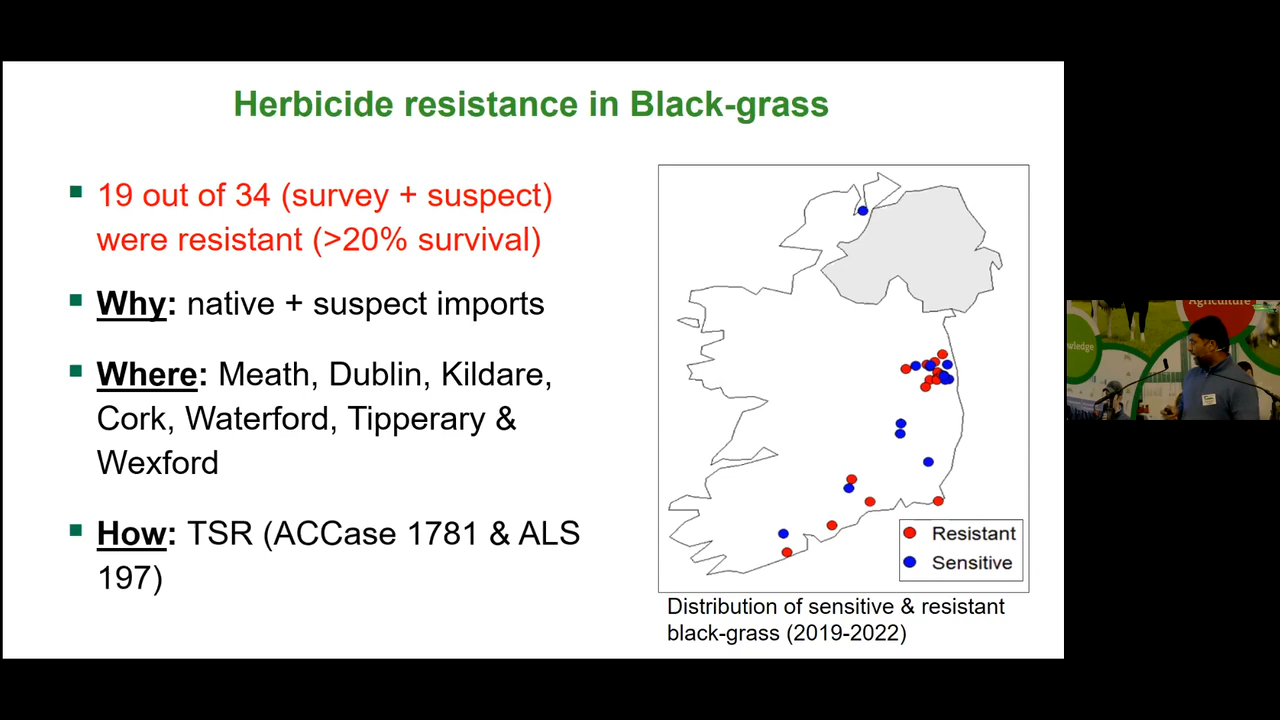 Herbicide resistance in Black-grass
19 out of 34 (survey + suspect)
were resistant (>20% survival)
Why: native + suspect imports
Where: Meath, Dublin, Kildare,
Cork, Waterford, Tipperary &
Wexford
How: TSR (ACCase 1781 & ALS
197)
Resistant
Sensitive
Distribution of sensitive & resistant
black-grass (2019-2022)
Agriculture
wledge